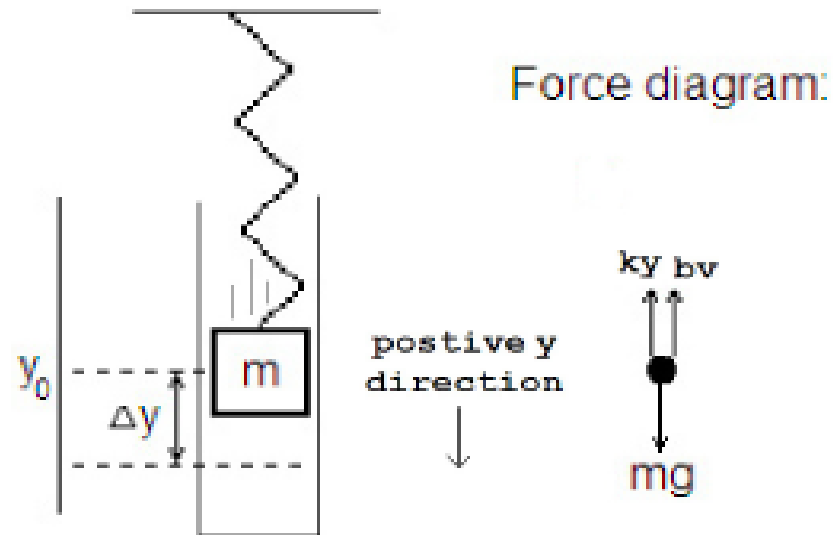 Force diagram:
ky bv
y₀
m
postive y
direction
Δy
mg